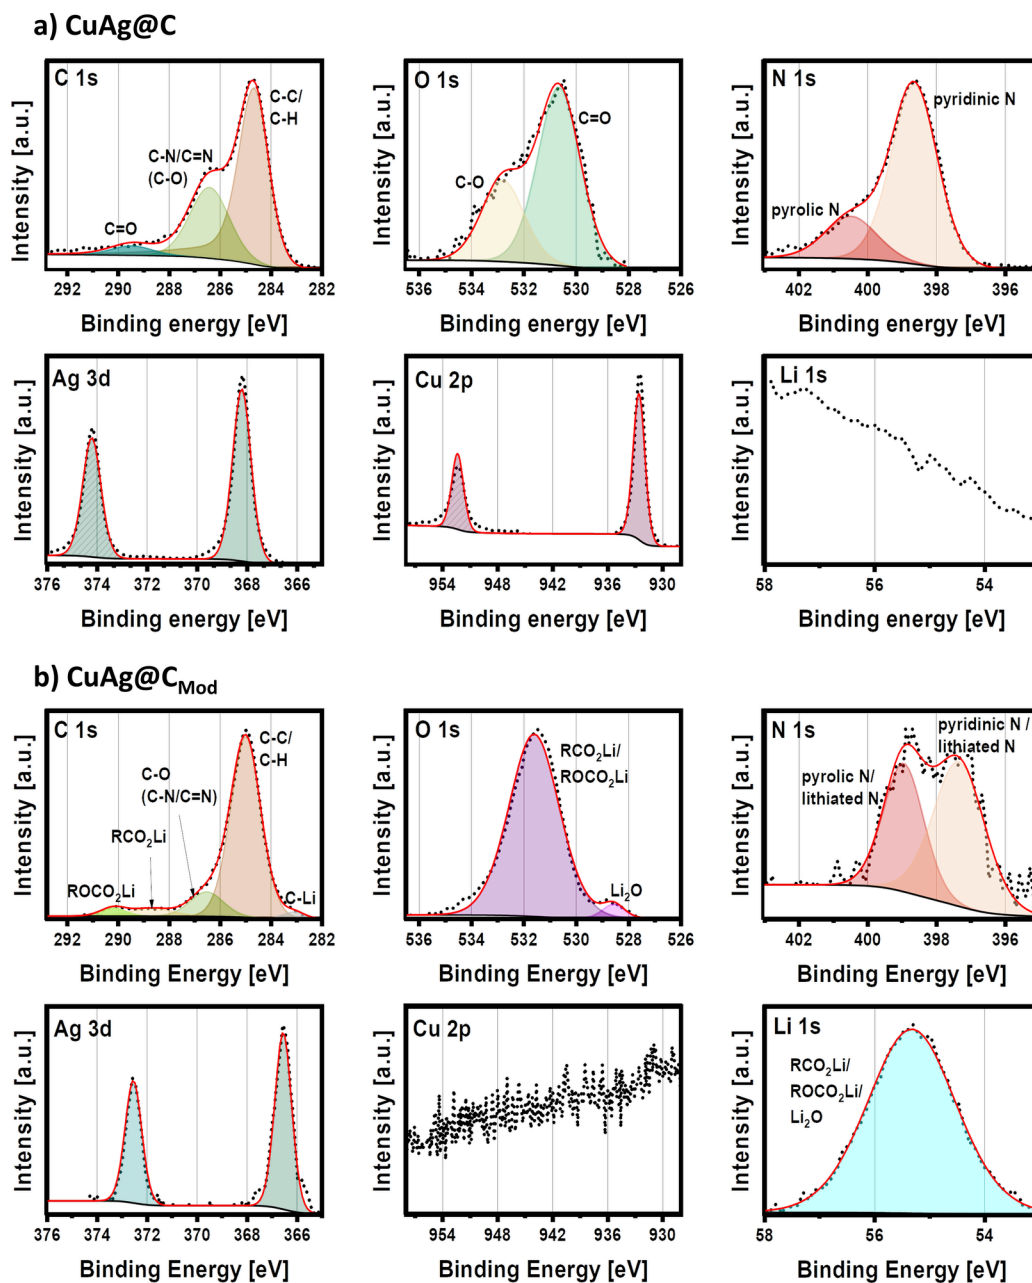 a) CuAg@C
C 1s
C-C/
C-H
C-N/C=N
(C-O)
C=O
Intensity [a.u.]
292 290 288 286 284 282
Binding energy [eV]
O 1s
C=O
C-O
Intensity [a.u.]
536 534 532 530 528 526
Binding energy [eV]
N 1s
pyridinic N
pyrolic N
Intensity [a.u.]
402 400 398 396
Binding energy [eV]
Ag 3d
Intensity [a.u.]
376 374 372 370 368 366
Binding energy [eV]
Cu 2p
Intensity [a.u.]
954 948 942 936 930
Binding energy [eV]
Li 1s
Intensity [a.u.]
58 56 54
Binding energy [eV]
b) CuAg@C_Mod
C 1s
C-C/
C-H
C-O
(C-N/C=N)
RCO₂Li
ROCO₂Li
C-Li
Intensity [a.u.]
292 290 288 286 284 282
Binding Energy [eV]
O 1s
RCO₂Li/
ROCO₂Li
Li₂O
Intensity [a.u.]
536 534 532 530 528 526
Binding Energy [eV]
N 1s
pyridinic N /
lithiated N
pyrolic N/
lithiated N
Intensity [a.u.]
402 400 398 396
Binding Energy [eV]
Ag 3d
Intensity [a.u.]
376 374 372 370 368 366
Binding Energy [eV]
Cu 2p
Intensity [a.u.]
954 948 942 936 930
Binding Energy [eV]
Li 1s
RCO₂Li/
ROCO₂Li/
Li₂O
Intensity [a.u.]
58 56 54
Binding Energy [eV]